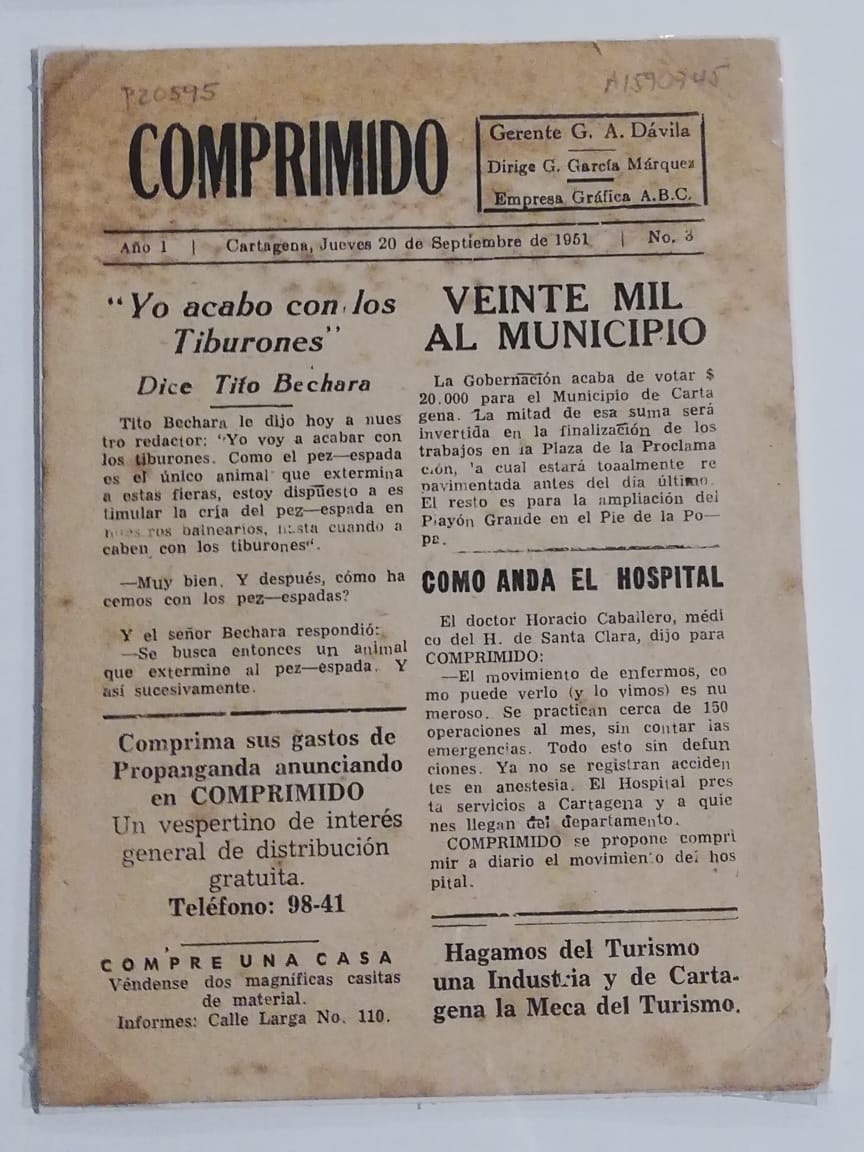 P20595
A1590745
COMPRIMIDO
Gerente G. A. Dávila
Dirige G. García Márquez
Empresa Gráfica A.B.C.
Año 1 | Cartagena, Jueves 20 de Septiembre de 1951 | No. 3
"Yo acabo con los
Tiburones"
Dice Tito Bechara
Tito Bechara le dijo hoy a nues
tro redactor: "Yo voy a acabar con
los tiburones. Como el pez—espada
es el único animal que extermina
a estas fieras, estoy dispuesto a es
timular la cría del pez—espada en
balnearios, hasta cuando a
caben con los tiburones".
—Muy bien. Y después, cómo ha
cemos con los pez—espadas?
Y el señor Bechara respondió:
—Se busca entonces un animal
que extermine al pez—espada. Y
así sucesivamente.
Comprima sus gastos de
Propanganda anunciando
en COMPRIMIDO
Un vespertino de interés
general de distribución
gratuita.
Teléfono: 98-41
COMPRE UNA CASA
Véndense dos magníficas casitas
de material.
Informes: Calle Larga No. 110.
VEINTE MIL
AL MUNICIPIO
La Gobernación acaba de votar $
20.000 para el Municipio de Carta
gena. La mitad de esa suma será
invertida en la finalización de los
trabajos en la Plaza de la Proclama
ción, 'a cual estará toaalmente re
pavimentada antes del día último.
El resto es para la ampliación del
Playón Grande en el Pie de la Po—
pa.
COMO ANDA EL HOSPITAL
El doctor Horacio Caballero, médi
co del H. de Santa Clara, dijo para
COMPRIMIDO:
—El movimiento de enfermos, co
mo puede verlo (y lo vimos) es nu
meroso. Se practican cerca de 150
operaciones al mes, sin contar las
emergencias. Todo esto sin defun
ciones. Ya no se registran acciden
tes en anestesia. El Hospital pres
ta servicios a Cartagena y a quie
nes llegan del departamento.
COMPRIMIDO se propone compri
mir a diario el movimiento del hos
pital.
Hagamos del Turismo
una Industria y de Carta-
gena la Meca del Turismo.